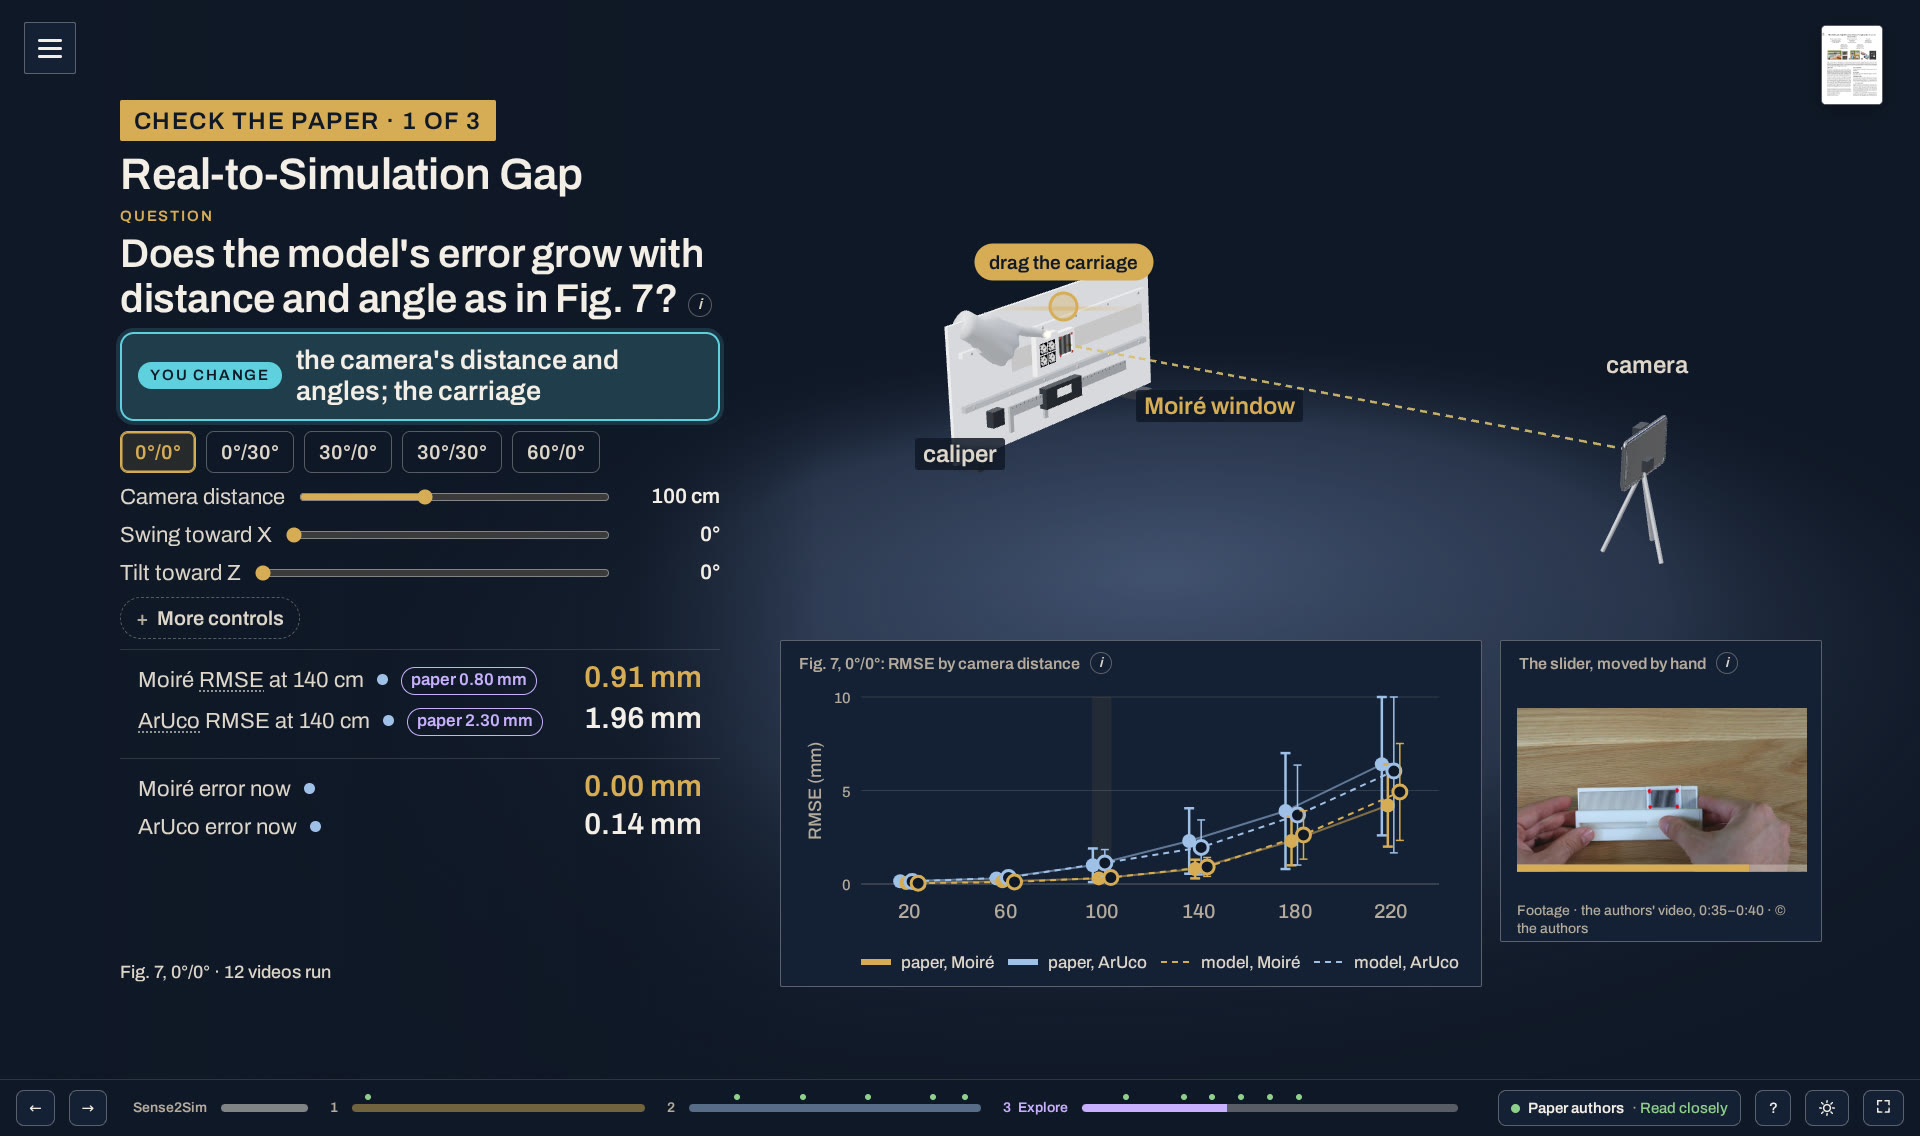 CHECK THE PAPER · 1 OF 3
Real-to-Simulation Gap
QUESTION
Does the model's error grow with
distance and angle as in Fig. 7? i
YOU CHANGE
the camera's distance and
angles; the carriage
0°/0° 0°/30° 30°/0° 30°/30° 60°/0°
Camera distance 100 cm
Swing toward X 0°
Tilt toward Z 0°
+ More controls
Moiré RMSE at 140 cm paper 0.80 mm 0.91 mm
ArUco RMSE at 140 cm paper 2.30 mm 1.96 mm
Moiré error now 0.00 mm
ArUco error now 0.14 mm
Fig. 7, 0°/0° · 12 videos run
drag the carriage
camera
Moiré window
caliper
Fig. 7, 0°/0°: RMSE by camera distance i
RMSE (mm)
10
5
0
20 60 100 140 180 220
paper, Moiré paper, ArUco model, Moiré model, ArUco
The slider, moved by hand i
Footage · the authors' video, 0:35–0:40 · ©
the authors
← → Sense2Sim 1 2 3 Explore Paper authors · Read closely ?